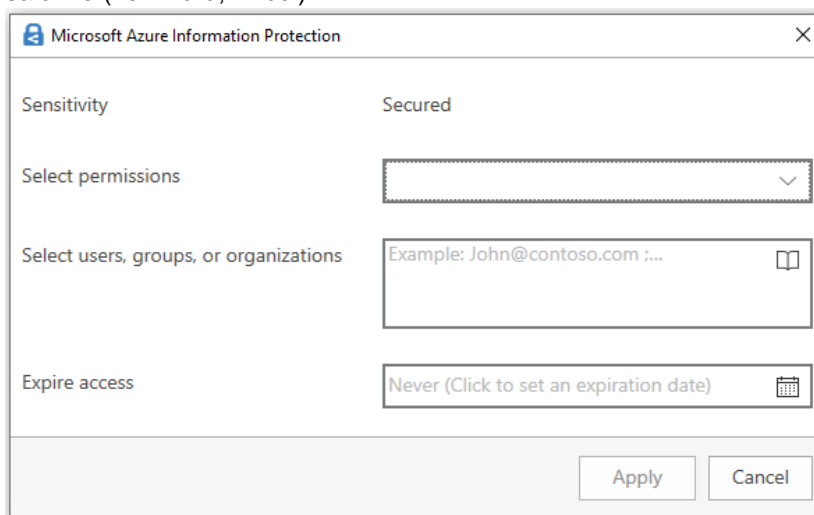 Microsoft Azure Information Protection
Sensitivity Secured
Select permissions
Select users, groups, or organizations Example: John@contoso.com ;...
Expire access Never (Click to set an expiration date)
Apply Cancel